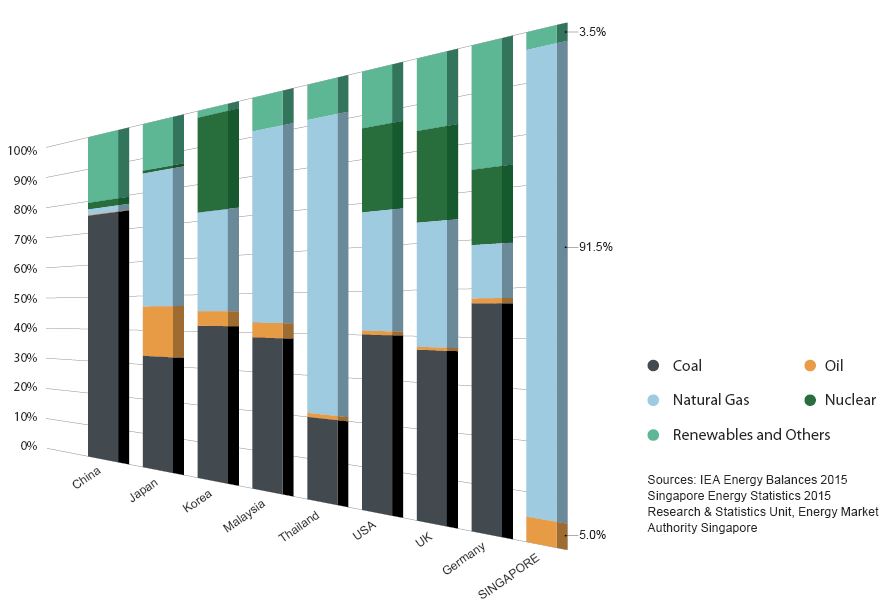 100%
90%
80%
70%
60%
50%
40%
30%
20%
10%
0%
China
Japan
Korea
Malaysia
Thailand
USA
UK
Germany
SINGAPORE
3.5%
91.5%
5.0%
Coal
Oil
Natural Gas
Nuclear
Renewables and Others
Sources: IEA Energy Balances 2015
Singapore Energy Statistics 2015
Research & Statistics Unit, Energy Market
Authority Singapore